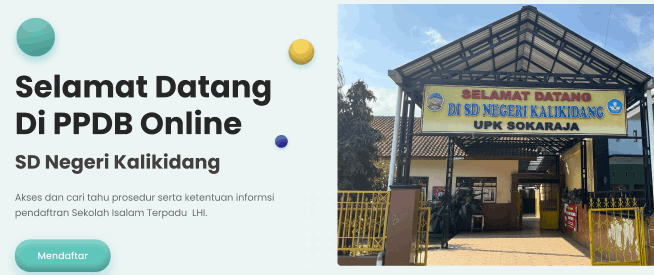 Selamat Datang
Di PPDB Online
SD Negeri Kalikidang
Akses dan cari tahu prosedur serta ketentuan informsi
pendaftran Sekolah Isalam Terpadu LHI.
Mendaftar
SELAMAT DATANG
DI SD NEGERI KALIKIDANG
UPK SOKARAJA